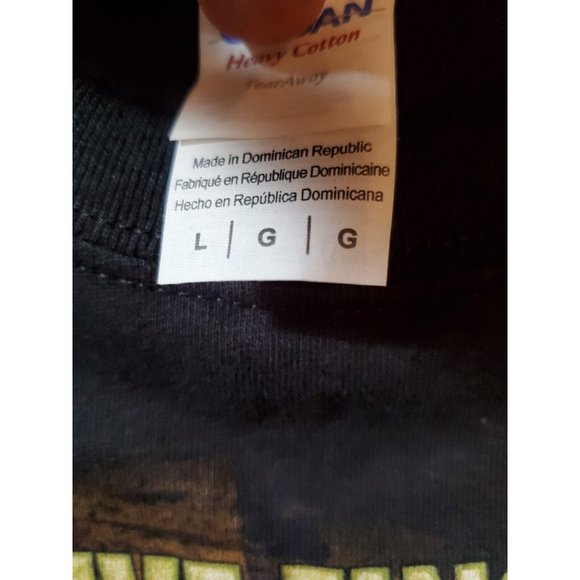 Heavy Cotton
TearAway
Made in Dominican Republic
Fabriqué en République Dominicaine
Hecho en República Dominicana
L | G | G